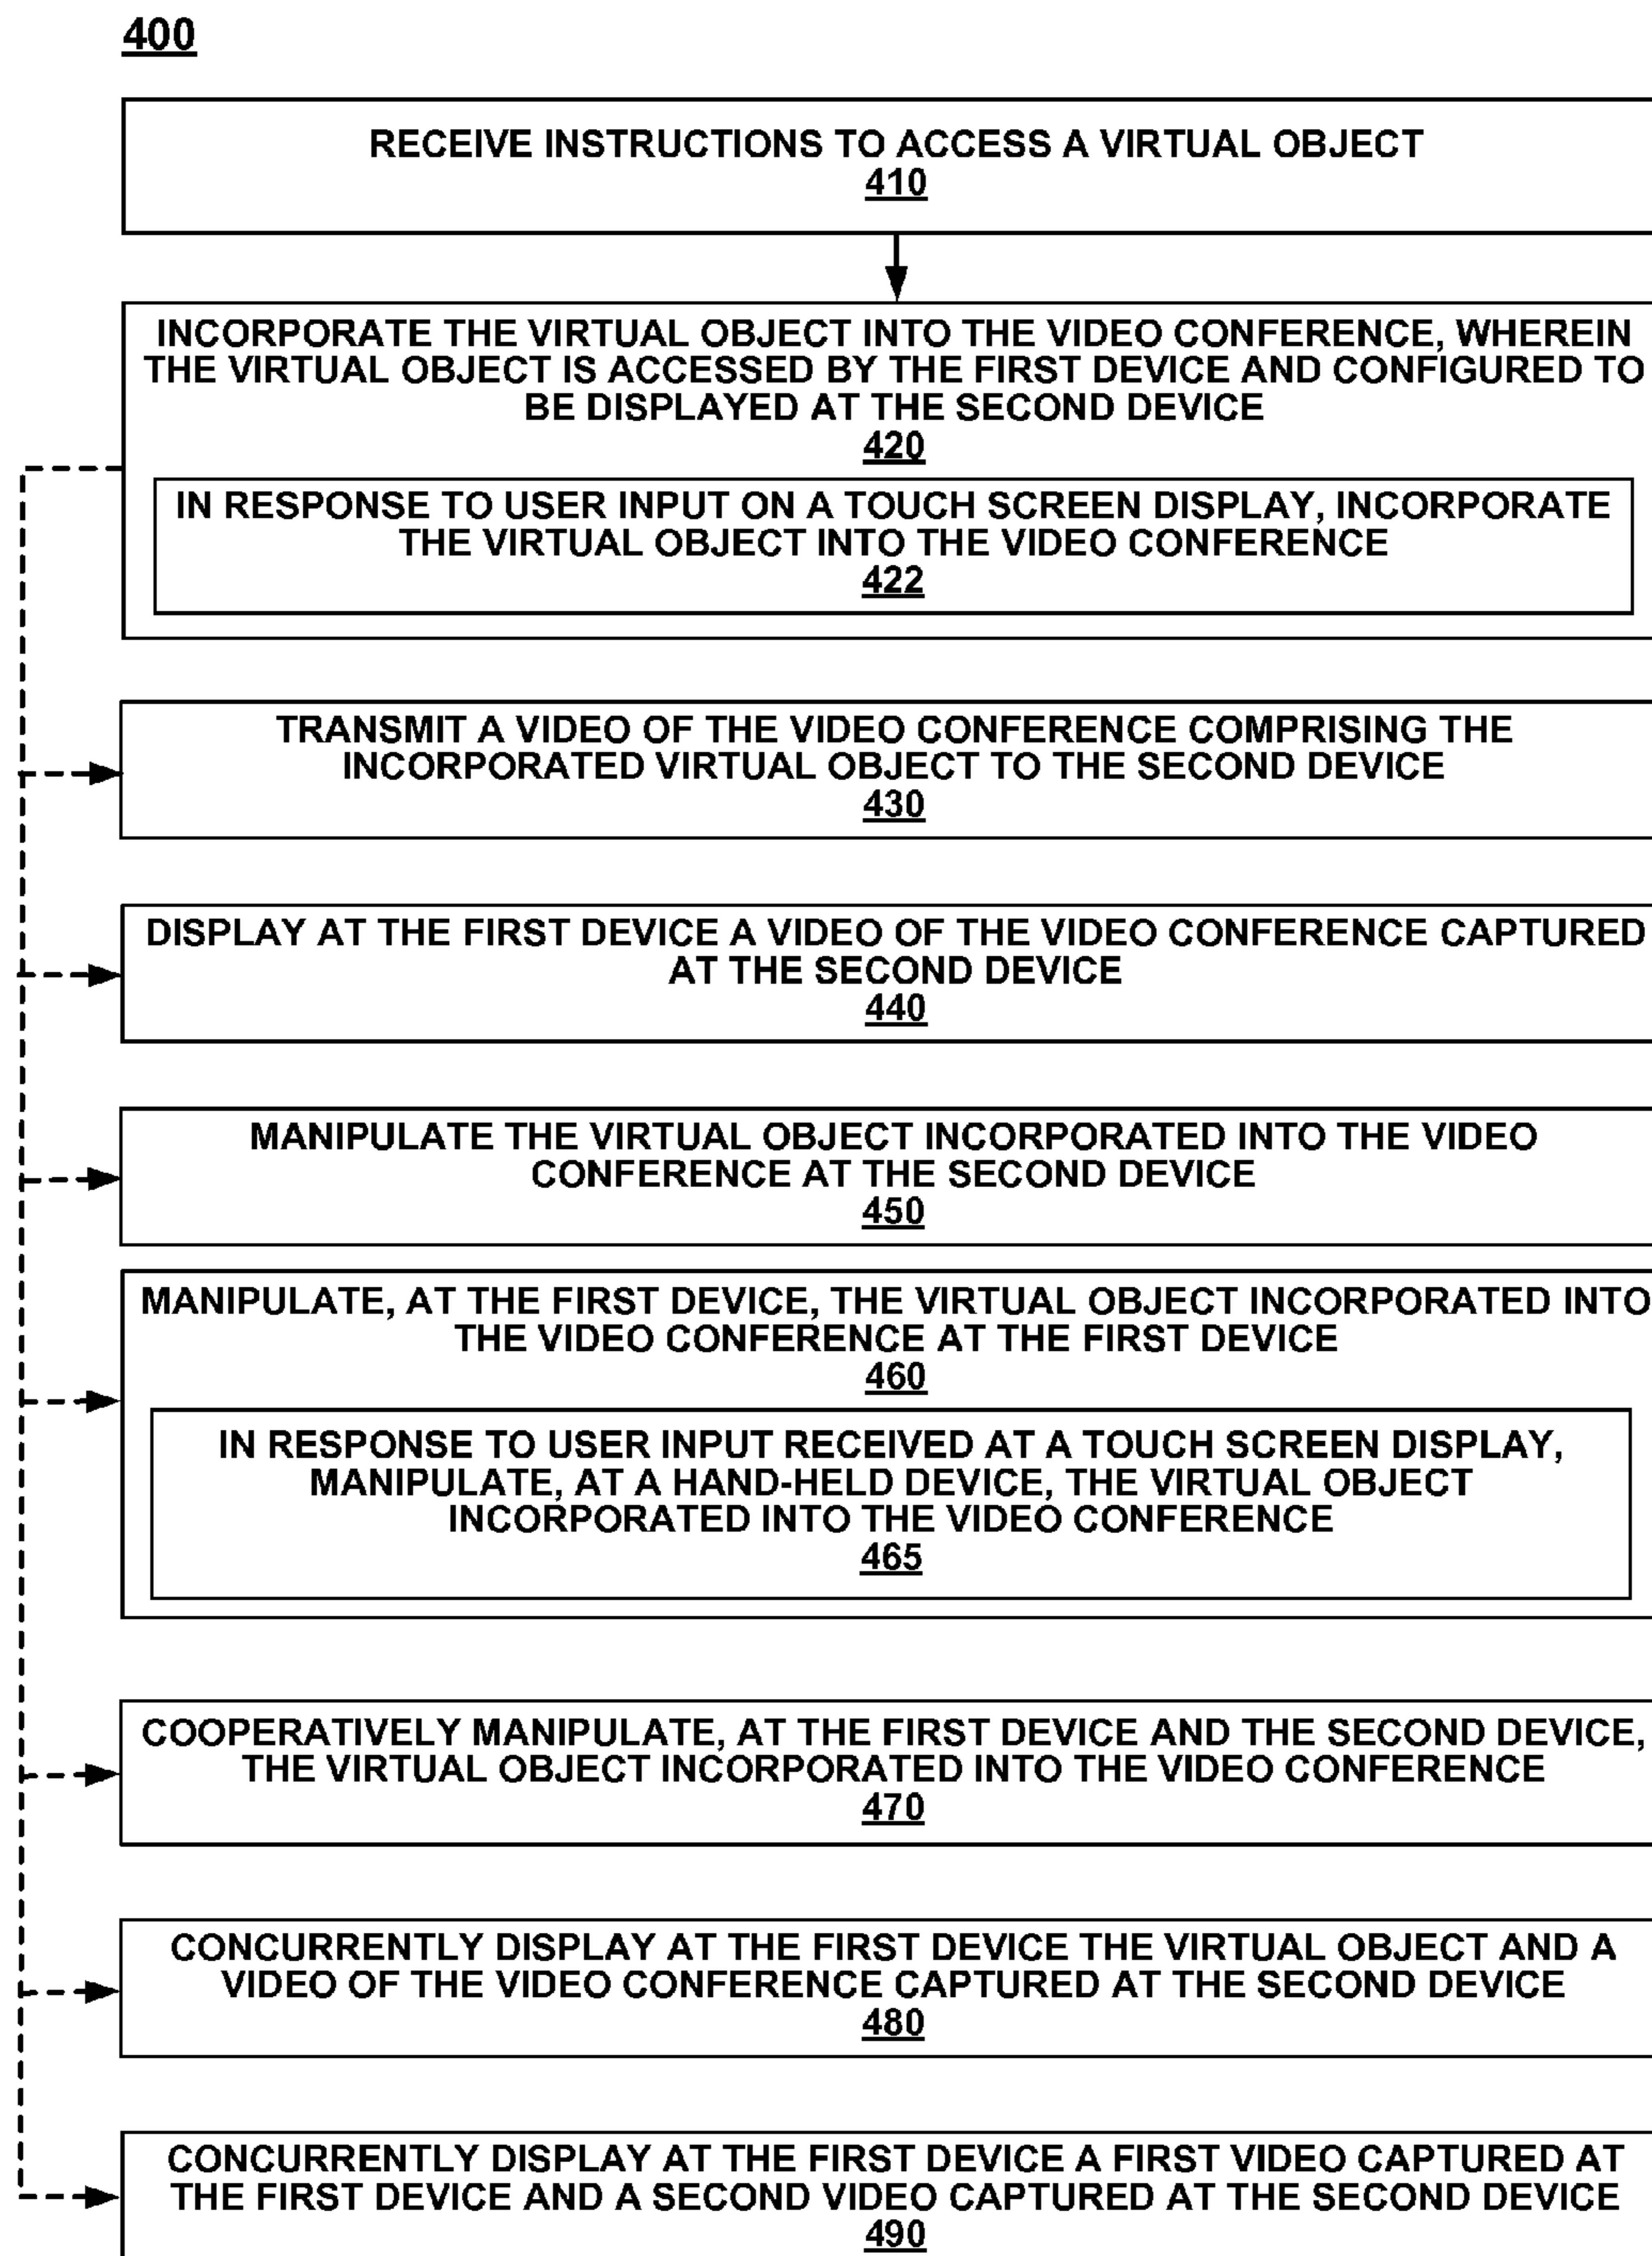 400
RECEIVE INSTRUCTIONS TO ACCESS A VIRTUAL OBJECT
410
INCORPORATE THE VIRTUAL OBJECT INTO THE VIDEO CONFERENCE, WHEREIN
THE VIRTUAL OBJECT IS ACCESSED BY THE FIRST DEVICE AND CONFIGURED TO
BE DISPLAYED AT THE SECOND DEVICE
420
IN RESPONSE TO USER INPUT ON A TOUCH SCREEN DISPLAY, INCORPORATE
THE VIRTUAL OBJECT INTO THE VIDEO CONFERENCE
422
TRANSMIT A VIDEO OF THE VIDEO CONFERENCE COMPRISING THE
INCORPORATED VIRTUAL OBJECT TO THE SECOND DEVICE
430
DISPLAY AT THE FIRST DEVICE A VIDEO OF THE VIDEO CONFERENCE CAPTURED
AT THE SECOND DEVICE
440
MANIPULATE THE VIRTUAL OBJECT INCORPORATED INTO THE VIDEO
CONFERENCE AT THE SECOND DEVICE
450
MANIPULATE, AT THE FIRST DEVICE, THE VIRTUAL OBJECT INCORPORATED INTO
THE VIDEO CONFERENCE AT THE FIRST DEVICE
460
IN RESPONSE TO USER INPUT RECEIVED AT A TOUCH SCREEN DISPLAY,
MANIPULATE, AT A HAND-HELD DEVICE, THE VIRTUAL OBJECT
INCORPORATED INTO THE VIDEO CONFERENCE
465
COOPERATIVELY MANIPULATE, AT THE FIRST DEVICE AND THE SECOND DEVICE,
THE VIRTUAL OBJECT INCORPORATED INTO THE VIDEO CONFERENCE
470
CONCURRENTLY DISPLAY AT THE FIRST DEVICE THE VIRTUAL OBJECT AND A
VIDEO OF THE VIDEO CONFERENCE CAPTURED AT THE SECOND DEVICE
480
CONCURRENTLY DISPLAY AT THE FIRST DEVICE A FIRST VIDEO CAPTURED AT
THE FIRST DEVICE AND A SECOND VIDEO CAPTURED AT THE SECOND DEVICE
490